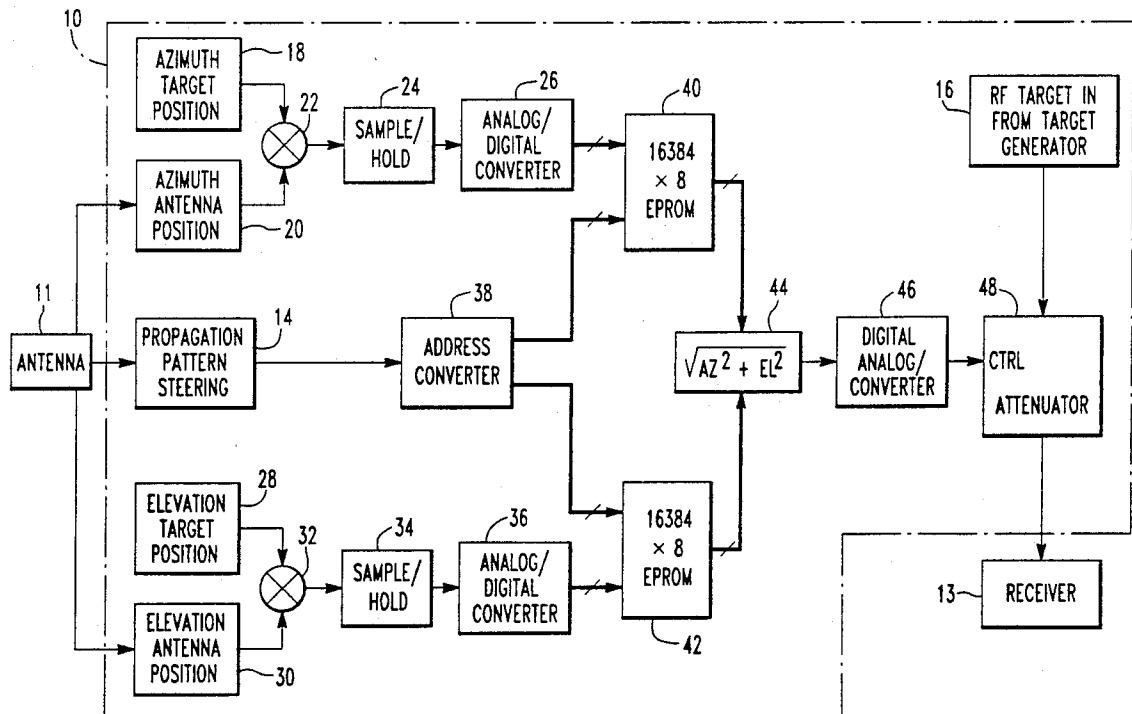 10
AZIMUTH
TARGET
POSITION
18
22
24
SAMPLE/
HOLD
26
ANALOG/
DIGITAL
CONVERTER
40
16384
× 8
EPROM
16
RF TARGET IN
FROM TARGET
GENERATOR
AZIMUTH
ANTENNA
POSITION
20
11
ANTENNA
PROPAGATION
PATTERN
STEERING
14
38
ADDRESS
CONVERTER
44
√AZ² + EL²
46
DIGITAL
ANALOG/
CONVERTER
48
CTRL
ATTENUATOR
ELEVATION
TARGET
POSITION
28
32
34
SAMPLE/
HOLD
36
ANALOG/
DIGITAL
CONVERTER
16384
× 8
EPROM
42
ELEVATION
ANTENNA
POSITION
30
13
RECEIVER